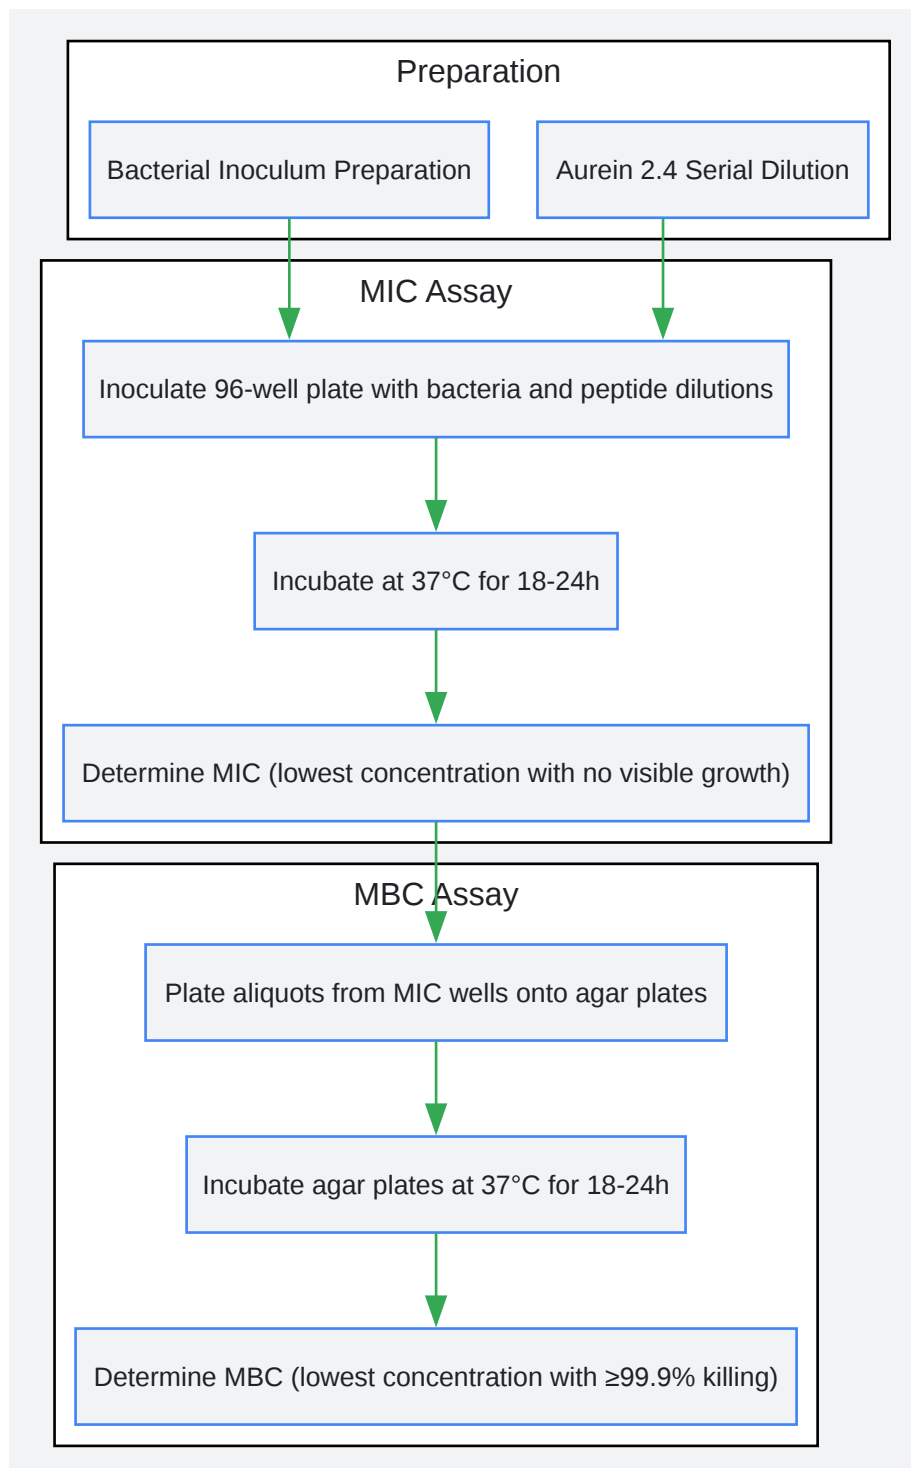 Preparation
Bacterial Inoculum Preparation
Aurein 2.4 Serial Dilution
MIC Assay
Inoculate 96-well plate with bacteria and peptide dilutions
Incubate at 37°C for 18-24h
Determine MIC (lowest concentration with no visible growth)
MBC Assay
Plate aliquots from MIC wells onto agar plates
Incubate agar plates at 37°C for 18-24h
Determine MBC (lowest concentration with ≥99.9% killing)